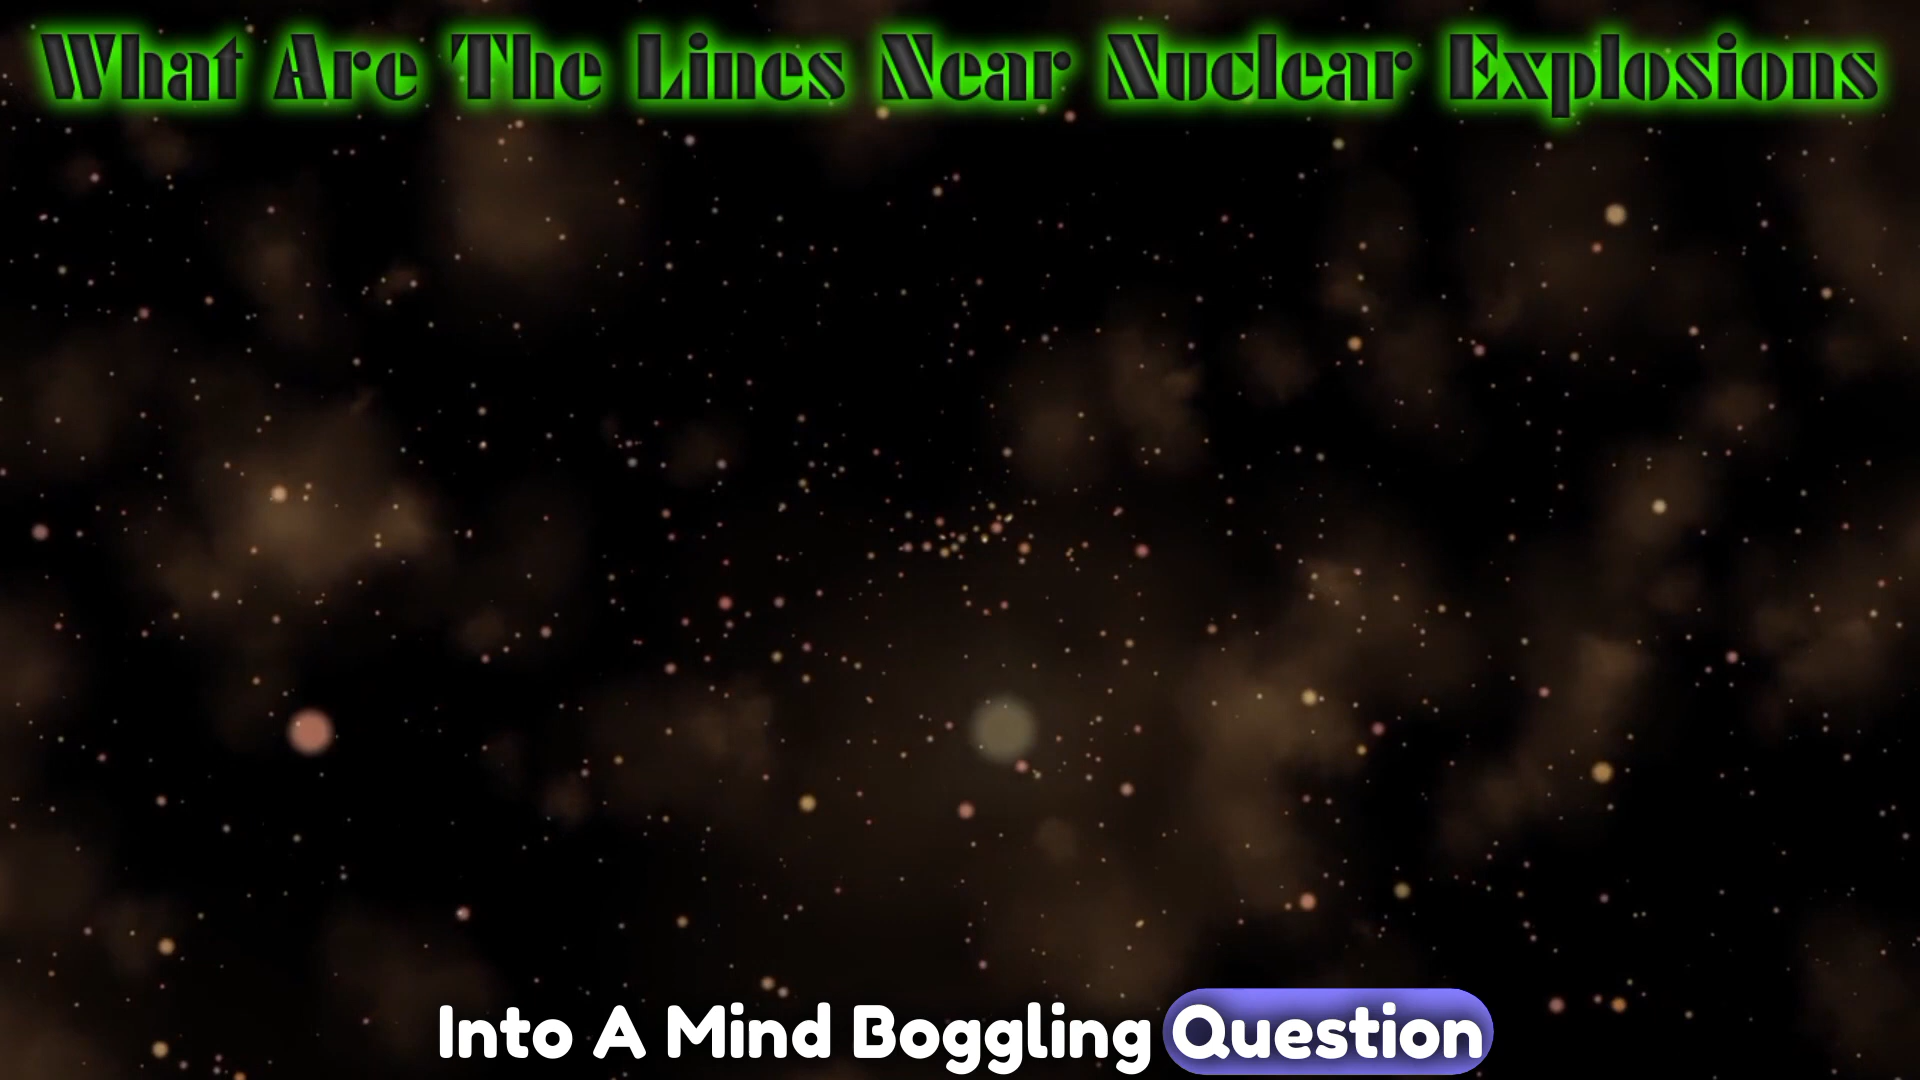 What Are The Lines Near Nuclear Explosions
Into A Mind Boggling Question